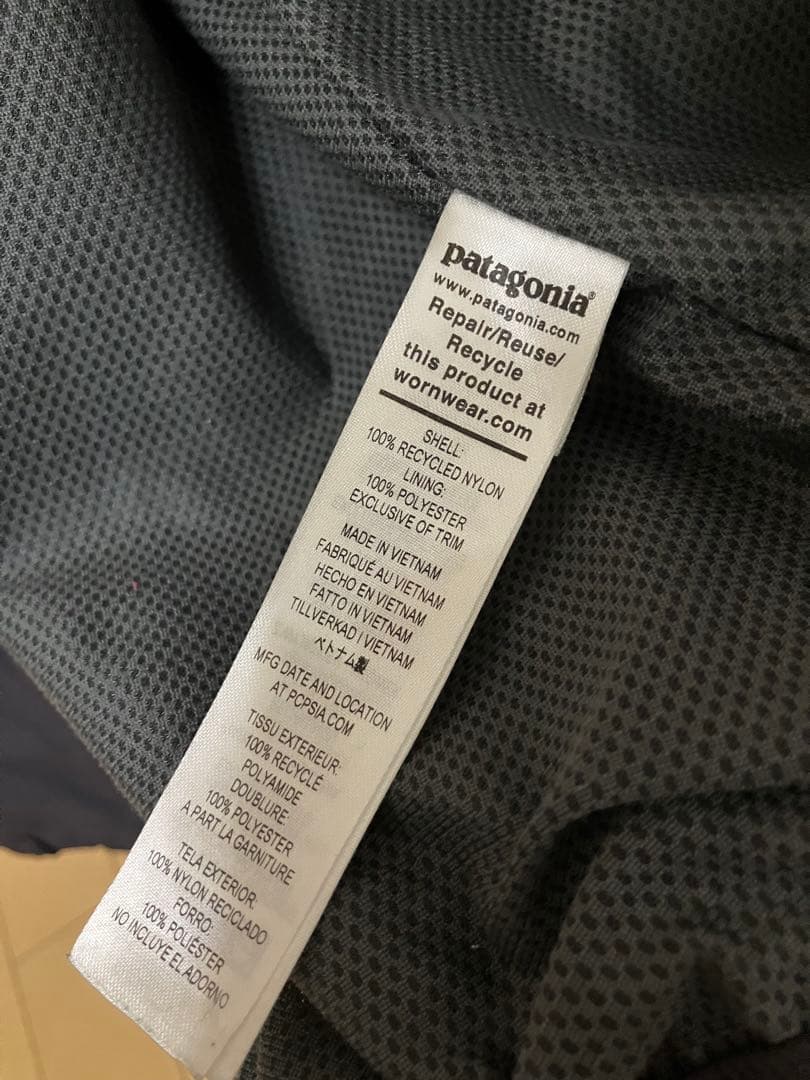 patagonia®
www.patagonia.com
Repair/Reuse/
Recycle
this product at
wornwear.com
SHELL:
100% RECYCLED NYLON
LINING:
100% POLYESTER
EXCLUSIVE OF TRIM
MADE IN VIETNAM
FABRIQUÉ AU VIETNAM
HECHO EN VIETNAM
FATTO IN VIETNAM
TILLVERKAD I VIETNAM
ベトナム製
MFG DATE AND LOCATION
AT PCPSIA.COM
TISSU EXTERIEUR:
100% RECYCLÉ
POLYAMIDE
DOUBLURE:
100% POLYESTER
A PART LA GARNITURE
TELA EXTERIOR:
100% NYLON RECICLADO
FORRO:
100% POLIÉSTER
NO INCLUYE EL ADORNO